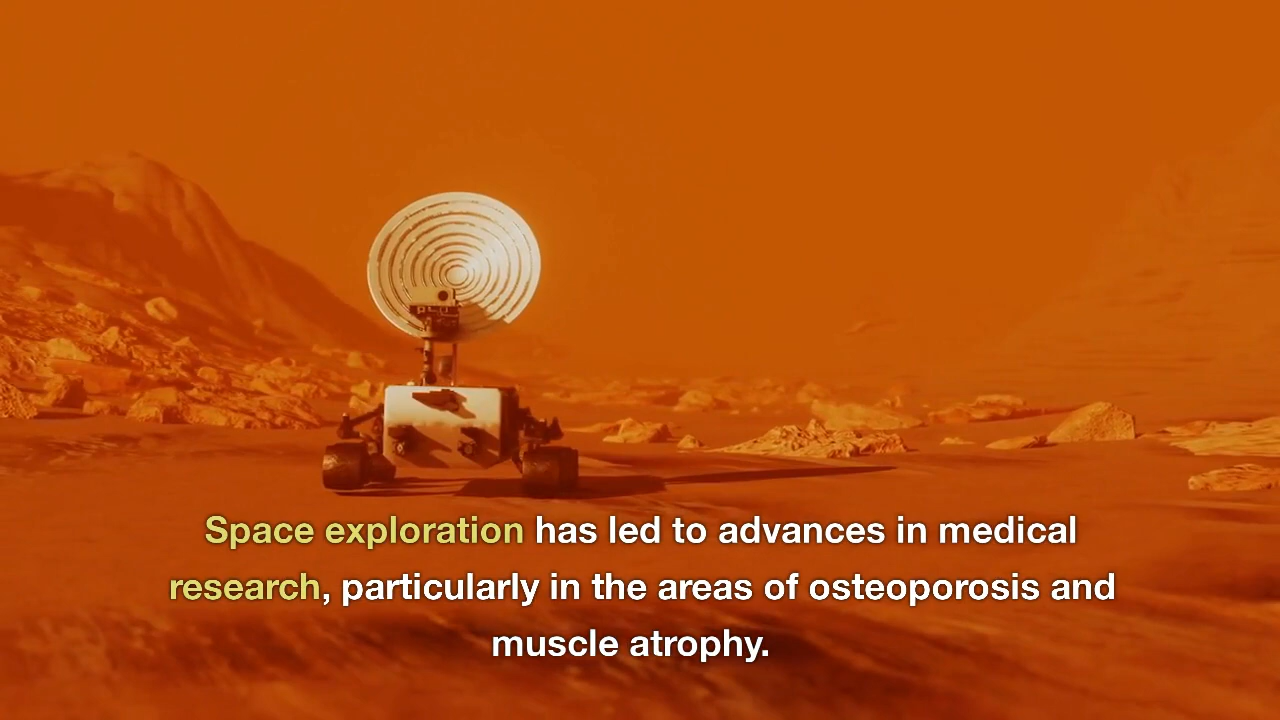 Space exploration has led to advances in medical
research, particularly in the areas of osteoporosis and
muscle atrophy.